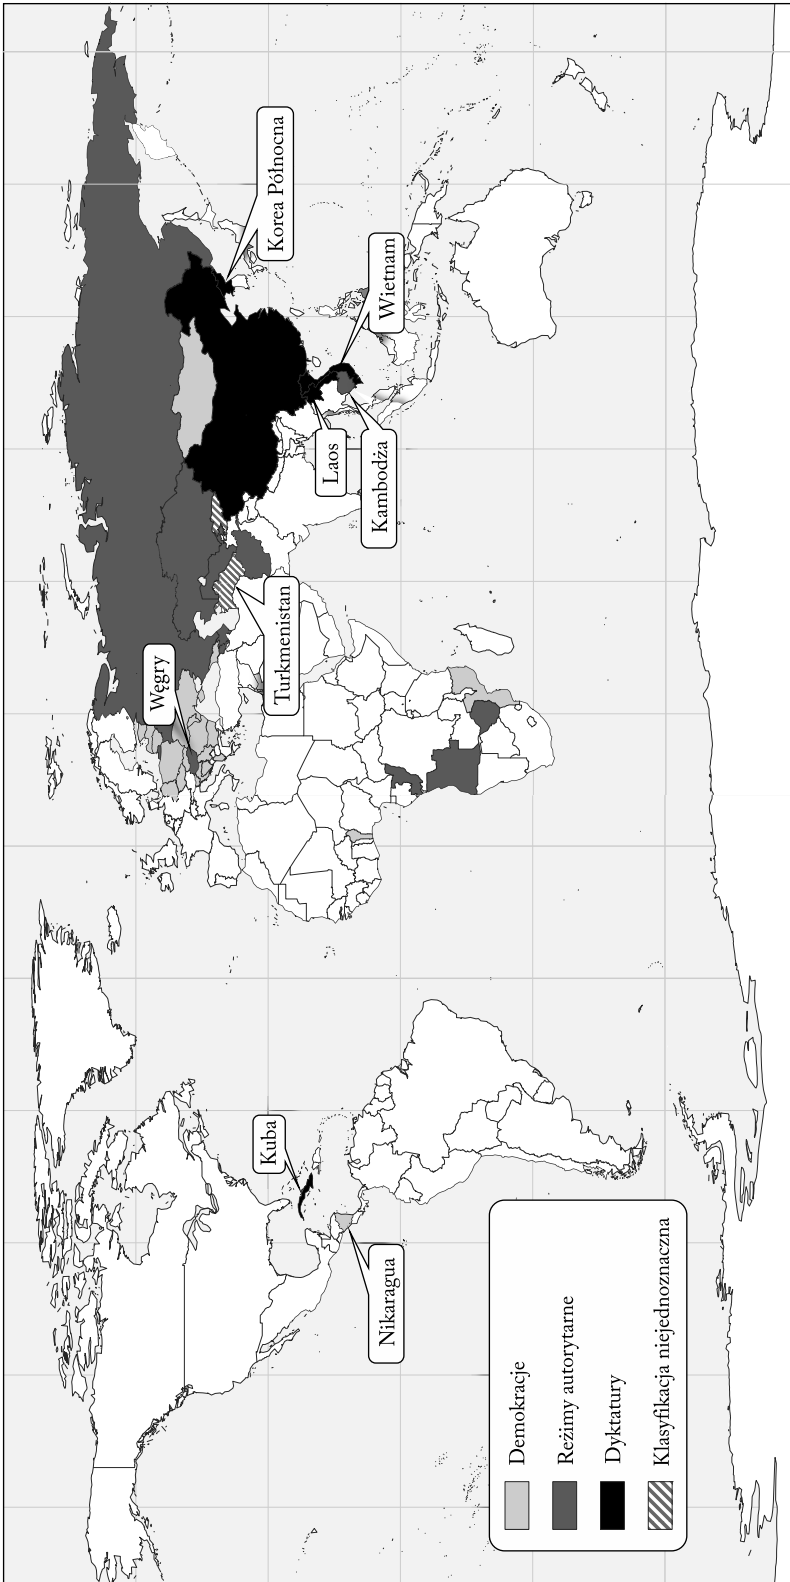 Korea Północna
Wietnam
Laos
Kambodża
Turkmenistan
Węgry
Kuba
Nikaragua
Demokracje
Reżimy autorytarne
Dyktatury
Klasyfikacja niejednoznaczna